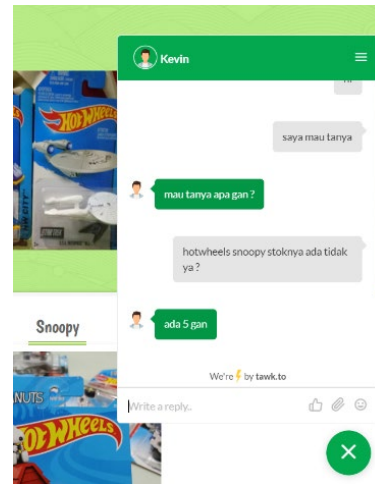 Kevin
saya mau tanya
mau tanya apa gan ?
hotwheels snoopy stoknya ada tidak
ya ?
ada 5 gan
We're ⚡ by tawk.to
Write a reply..
HOT WHEELS
Snoopy
NUTS
HOT WHEELS